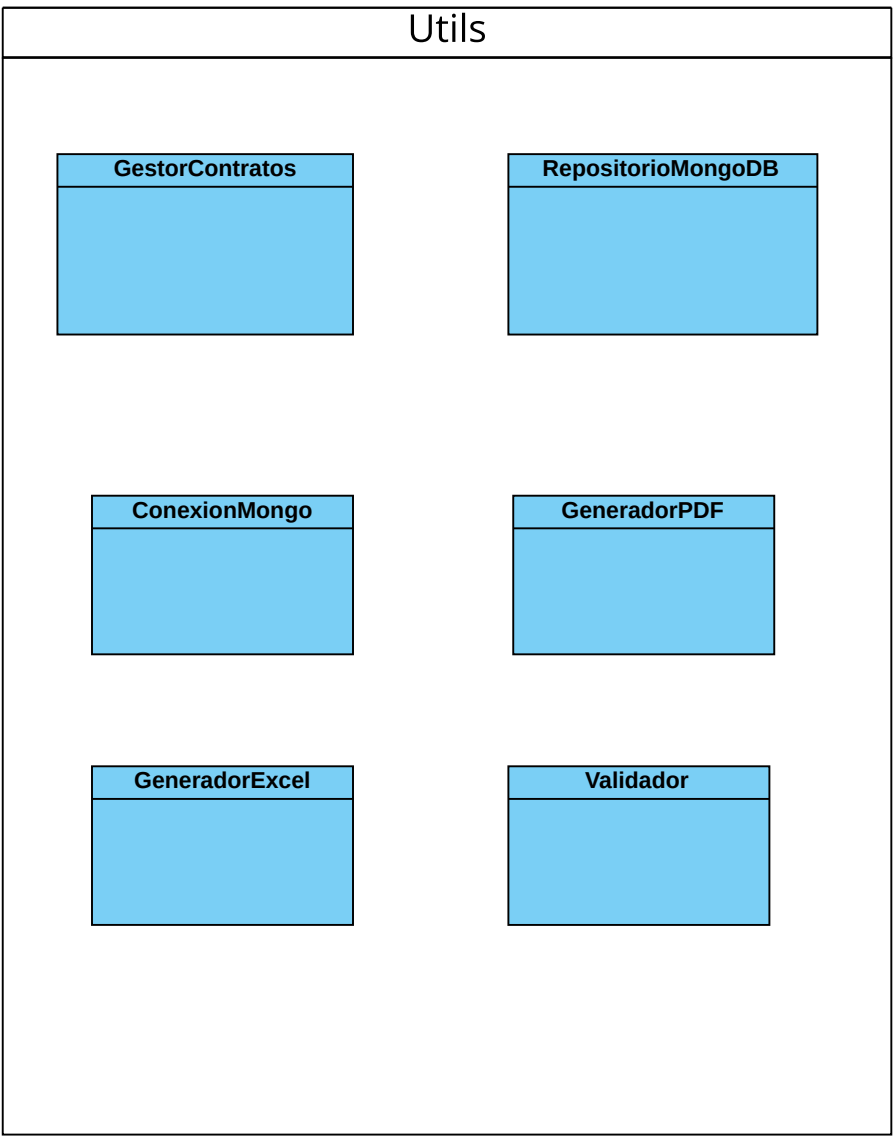 Utils
GestorContratos
RepositorioMongoDB
ConexionMongo
GeneradorPDF
GeneradorExcel
Validador